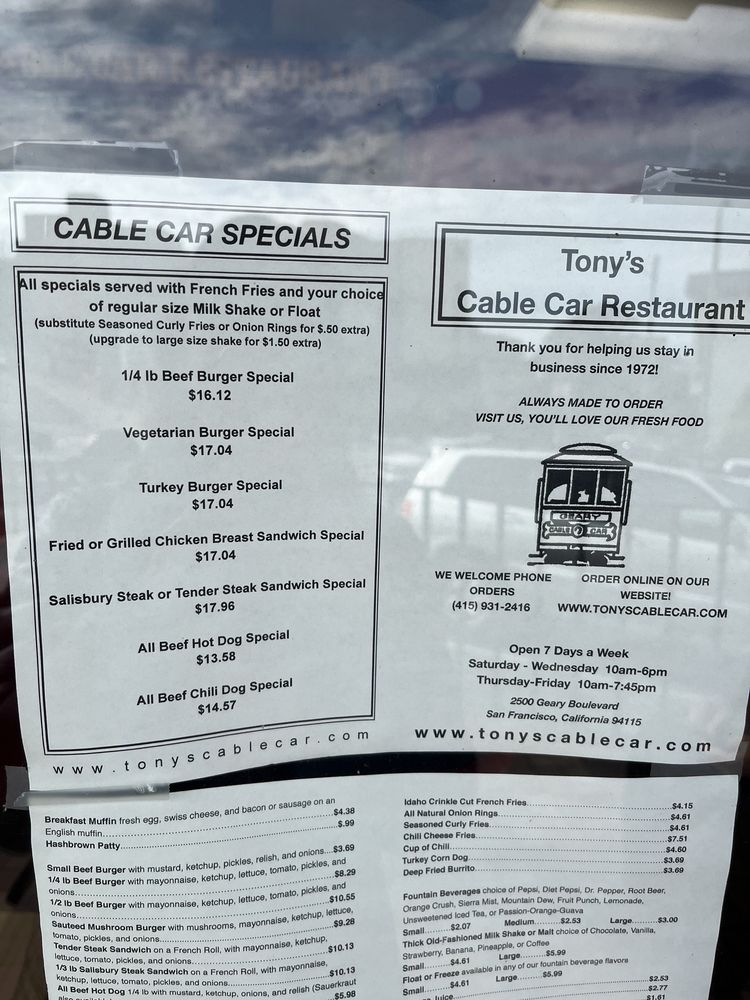 CABLE CAR SPECIALS
All specials served with French Fries and your choice
of regular size Milk Shake or Float
(substitute Seasoned Curly Fries or Onion Rings for $.50 extra)
(upgrade to large size shake for $1.50 extra)
1/4 lb Beef Burger Special
$16.12
Vegetarian Burger Special
$17.04
Turkey Burger Special
$17.04
Fried or Grilled Chicken Breast Sandwich Special
$17.04
Salisbury Steak or Tender Steak Sandwich Special
$17.96
All Beef Hot Dog Special
$13.58
All Beef Chili Dog Special
$14.57
www.tonyscablecar.com
Tony's
Cable Car Restaurant
Thank you for helping us stay in
business since 1972!
ALWAYS MADE TO ORDER
VISIT US, YOU'LL LOVE OUR FRESH FOOD
GEARY
CABLE CAR
WE WELCOME PHONE
ORDERS
(415) 931-2416
ORDER ONLINE ON OUR
WEBSITE!
WWW.TONYSCABLECAR.COM
Open 7 Days a Week
Saturday - Wednesday 10am-6pm
Thursday-Friday 10am-7:45pm
2500 Geary Boulevard
San Francisco, California 94115
www.tonyscablecar.com
Breakfast Muffin fresh egg, swiss cheese, and bacon or sausage on an
English muffin...$4.38
Hashbrown Patty...$.99
Small Beef Burger with mustard, ketchup, pickles, relish, and onions....$3.69
1/4 lb Beef Burger with mayonnaise, ketchup, lettuce, tomato, pickles, and
onions...$8.29
1/2 lb Beef Burger with mayonnaise, ketchup, lettuce, tomato, pickles, and
onions...$10.55
Sauteed Mushroom Burger with mushrooms, mayonnaise, ketchup, lettuce,
tomato, pickles, and onions...$9.28
Tender Steak Sandwich on a French Roll, with mayonnaise, ketchup,
lettuce, tomato, pickles, and onions...$10.13
1/3 lb Salisbury Steak Sandwich on a French Roll, with mayonnaise,
ketchup, lettuce, tomato, pickles, and onions...$10.13
All Beef Hot Dog 1/4 lb with mustard, ketchup, onions, and relish (Sauerkraut
also available)...$5.98
Idaho Crinkle Cut French Fries...$4.15
All Natural Onion Rings...$4.61
Seasoned Curly Fries...$4.61
Chili Cheese Fries...$7.51
Cup of Chili...$4.60
Turkey Corn Dog...$3.69
Deep Fried Burrito...$3.69
Fountain Beverages choice of Pepsi, Diet Pepsi, Dr. Pepper, Root Beer,
Orange Crush, Sierra Mist, Mountain Dew, Fruit Punch, Lemonade,
Unsweetened Iced Tea, or Passion-Orange-Guava
Small.......$2.07 Medium........$2.53 Large..........$3.00
Thick Old-Fashioned Milk Shake or Malt choice of Chocolate, Vanilla,
Strawberry, Banana, Pineapple, or Coffee
Small.......$4.61 Large.......$5.99
Float or Freeze available in any of our fountain beverage flavors
Small.......$4.61 Large.......$5.99
$2.53
Juice...$2.77
$1.61